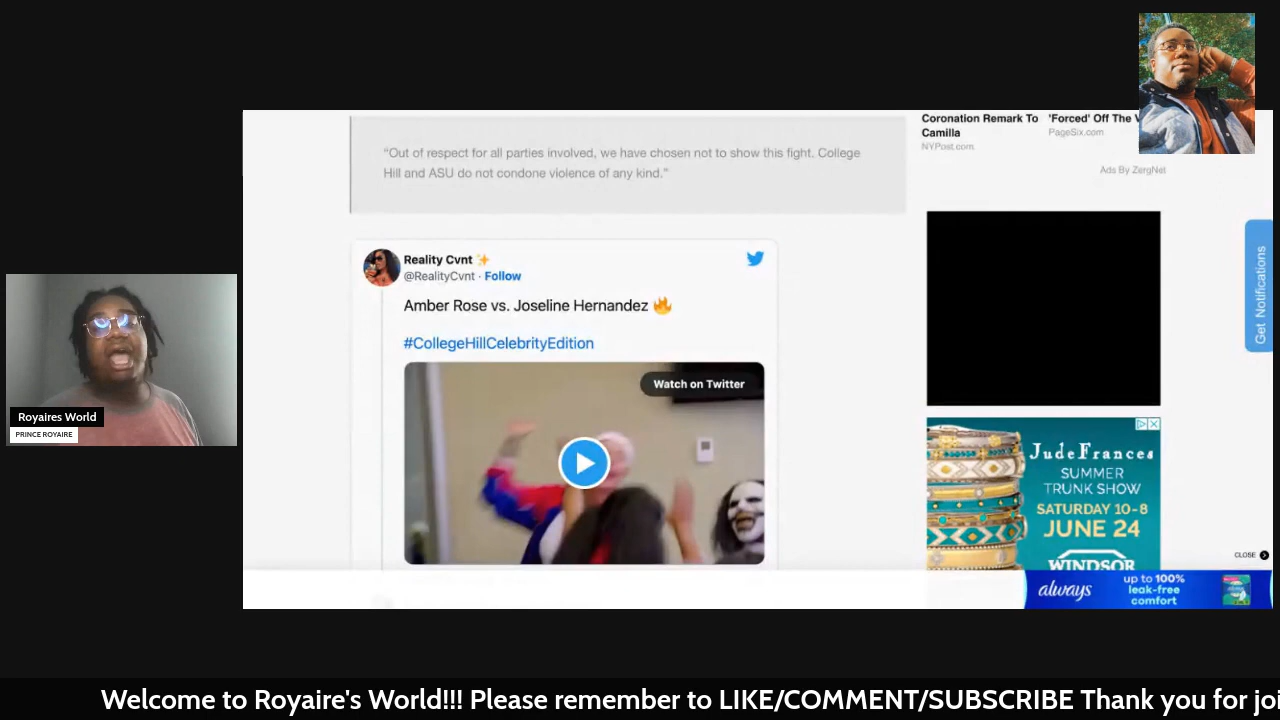 Coronation Remark To
Camilla
NYPost.com
'Forced' Off The
PageSix.com
Ads By ZergNet
“Out of respect for all parties involved, we have chosen not to show this fight. College
Hill and ASU do not condone violence of any kind.”
Reality Cvnt ✨
@RealityCvnt · Follow
Amber Rose vs. Joseline Hernandez 🔥
#CollegeHillCelebrityEdition
Watch on Twitter
Get Notifications
JudeFrances
SUMMER
TRUNK SHOW
SATURDAY 10-8
JUNE 24
WINDSOR
CLOSE
always
up to 100%
leak-free
comfort
Royaires World
PRINCE ROYAIRE
Welcome to Royaire's World!!! Please remember to LIKE/COMMENT/SUBSCRIBE Thank you for joi